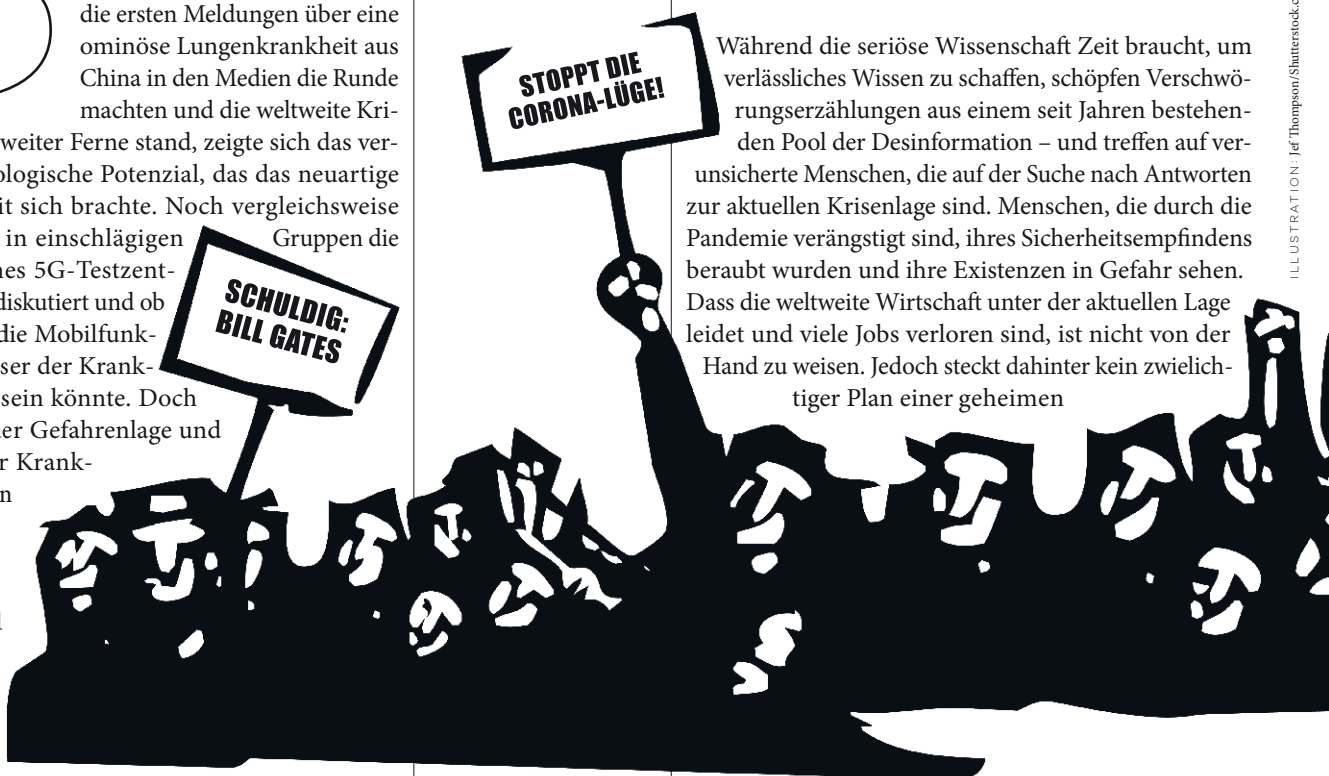 die ersten Meldungen über eine
ominöse Lungenkrankheit aus
China in den Medien die Runde
machten und die weltweite Kri-
weiter Ferne stand, zeigte sich das ver-
ologische Potenzial, das das neuartige
it sich brachte. Noch vergleichsweise
in einschlägigen Gruppen die
nes 5G-Testzent-
diskutiert und ob
die Mobilfunk-
ser der Krank-
sein könnte. Doch
er Gefahrenlage und
r Krank-
n
SCHULDIG:
BILL GATES
STOPPT DIE
CORONA-LÜGE!
Während die seriöse Wissenschaft Zeit braucht, um
verlässliches Wissen zu schaffen, schöpfen Verschwö-
rungserzählungen aus einem seit Jahren bestehen-
den Pool der Desinformation – und treffen auf ver-
unsicherte Menschen, die auf der Suche nach Antworten
zur aktuellen Krisenlage sind. Menschen, die durch die
Pandemie verängstigt sind, ihres Sicherheitsempfindens
beraubt wurden und ihre Existenzen in Gefahr sehen.
Dass die weltweite Wirtschaft unter der aktuellen Lage
leidet und viele Jobs verloren sind, ist nicht von der
Hand zu weisen. Jedoch steckt dahinter kein zwielich-
tiger Plan einer geheimen
ILLUSTRATION: Jef Thompson/Shutterstock.c